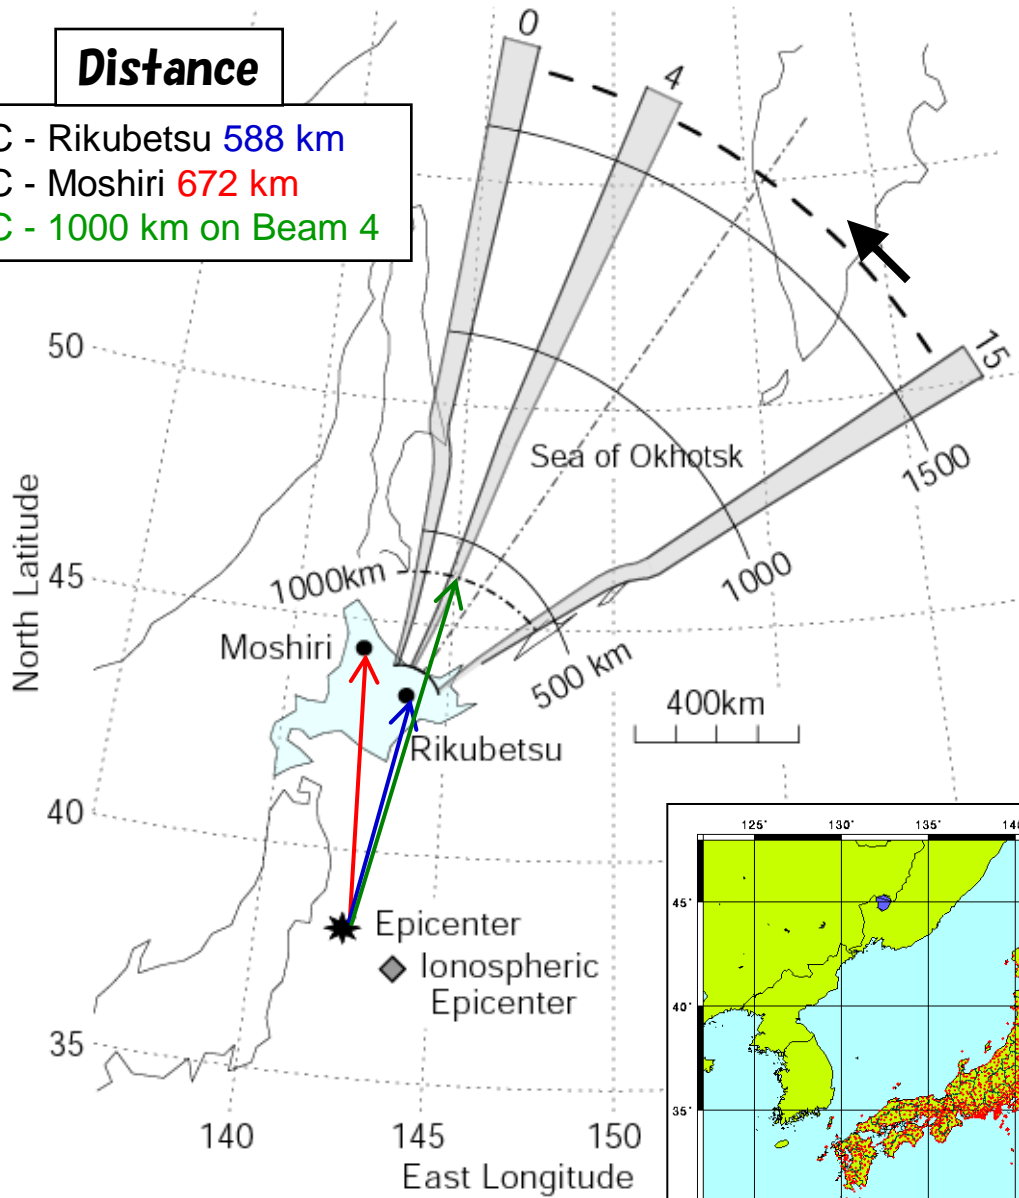 Distance
C - Rikubetsu 588 km
C - Moshiri 672 km
C - 1000 km on Beam 4
0
4
15
50
1500
Sea of Okhotsk
1000
45
1000km
Moshiri
500 km
400km
Rikubetsu
North Latitude
40
Epicenter
Ionospheric
Epicenter
35
140
145
150
East Longitude
125°
130°
135°
140
45°
40°
35°